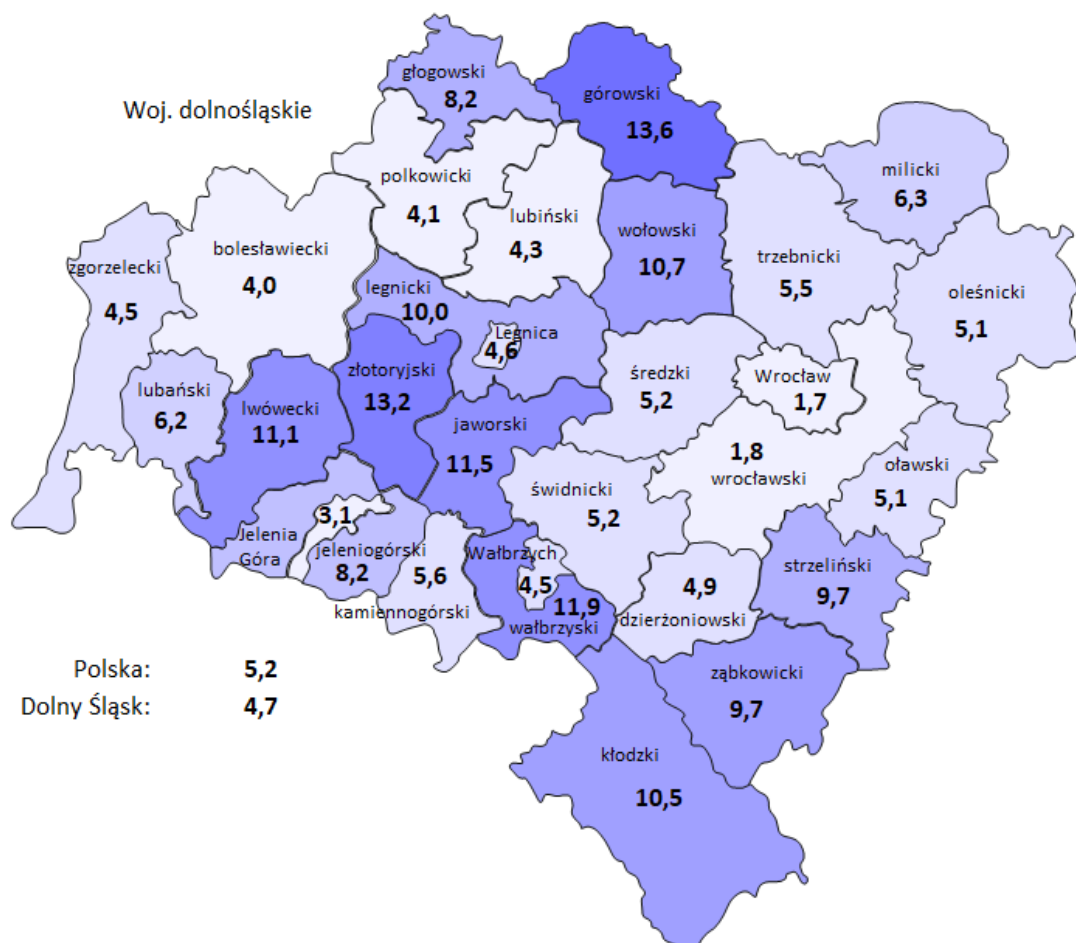 głogowski
8,2
górowski
13,6
Woj. dolnośląskie
milicki
6,3
polkowicki
4,1
lubiński
4,3
wołowski
10,7
trzebnicki
5,5
bolesławiecki
4,0
zgorzelecki
4,5
legnicki
10,0
oleśnicki
5,1
Legnica
4,6
złotoryjski
13,2
średzki
5,2
Wrocław
1,7
lubański
6,2
lwówecki
11,1
jaworski
11,5
1,8
wrocławski
oławski
5,1
świdnicki
5,2
3,1
Jelenia
Góra
jeleniogórski
8,2
5,6
kamiennogórski
Wałbrzych
4,5
11,9
wałbrzyski
4,9
dzierżoniowski
strzeliński
9,7
Polska: 5,2
Dolny Śląsk: 4,7
ząbkowicki
9,7
kłodzki
10,5